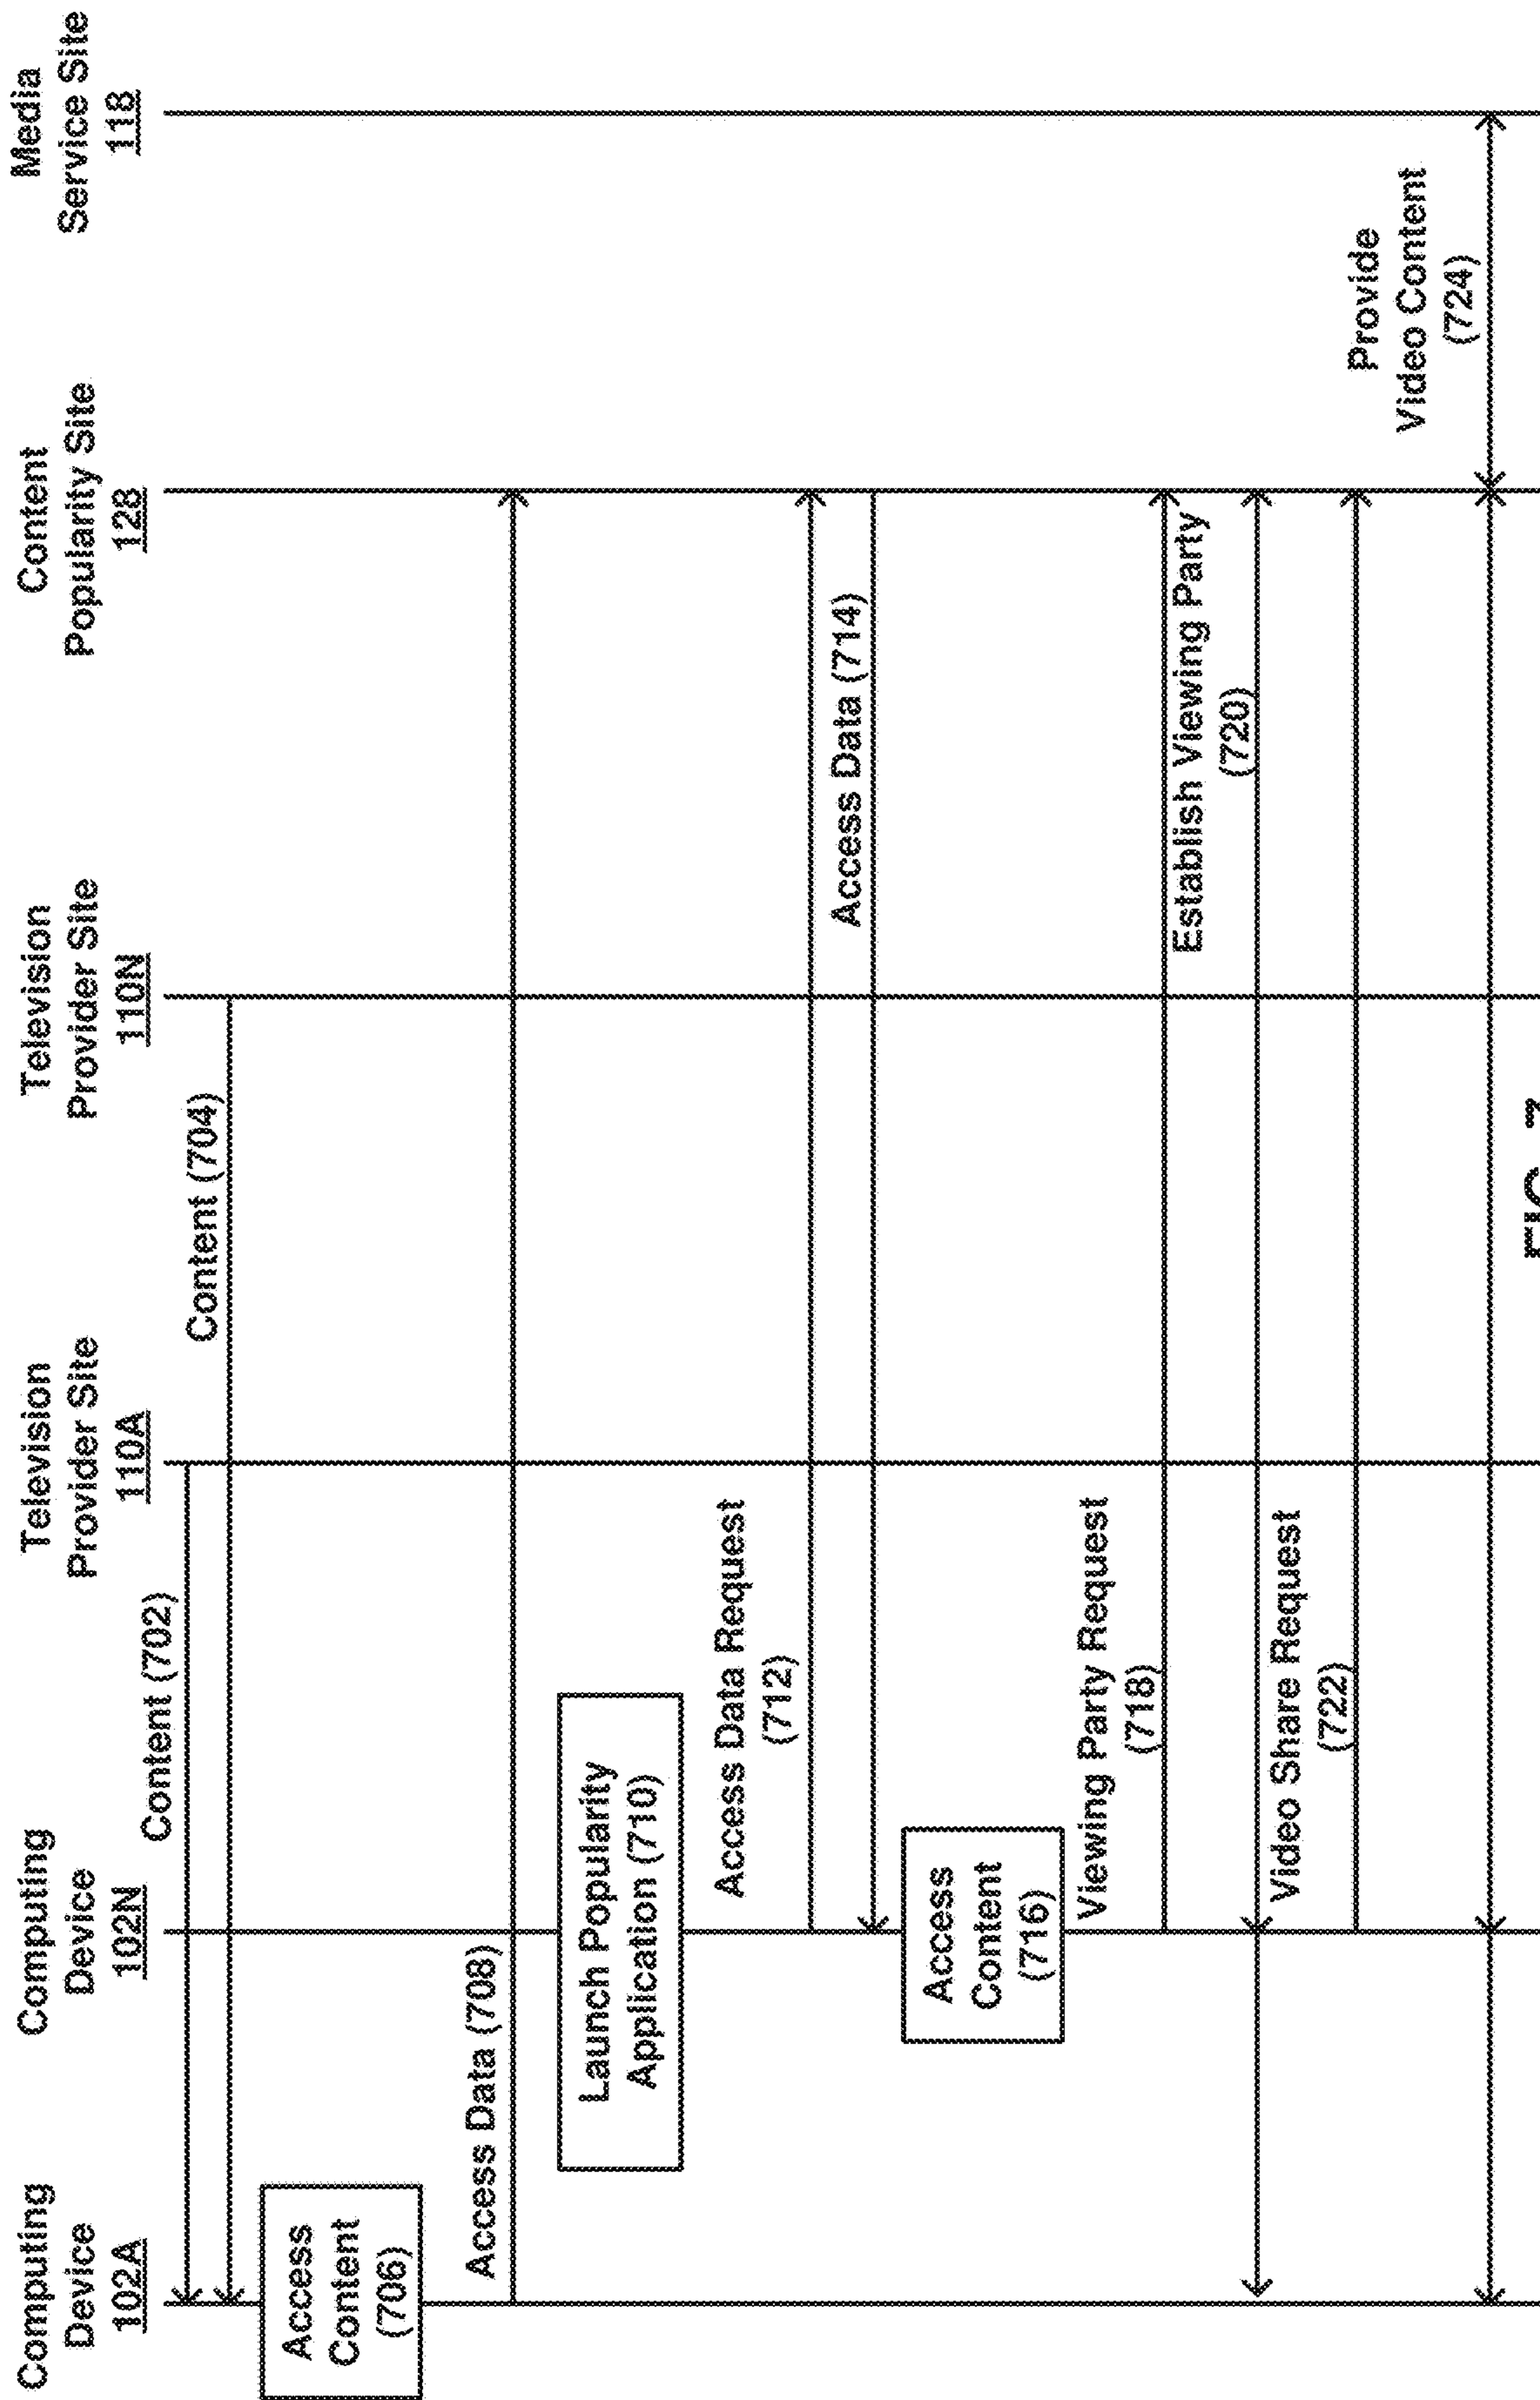 Computing
Device
102A
Computing
Device
102N
Television
Provider Site
110A
Television
Provider Site
110N
Content
Popularity Site
128
Media
Service Site
118
Content (702)
Content (704)
Access
Content
(706)
Access Data (708)
Launch Popularity
Application (710)
Access Data Request
(712)
Access Data (714)
Access
Content
(716)
Viewing Party Request
(718)
Establish Viewing Party
(720)
Video Share Request
(722)
Provide
Video Content
(724)
FIG. 7